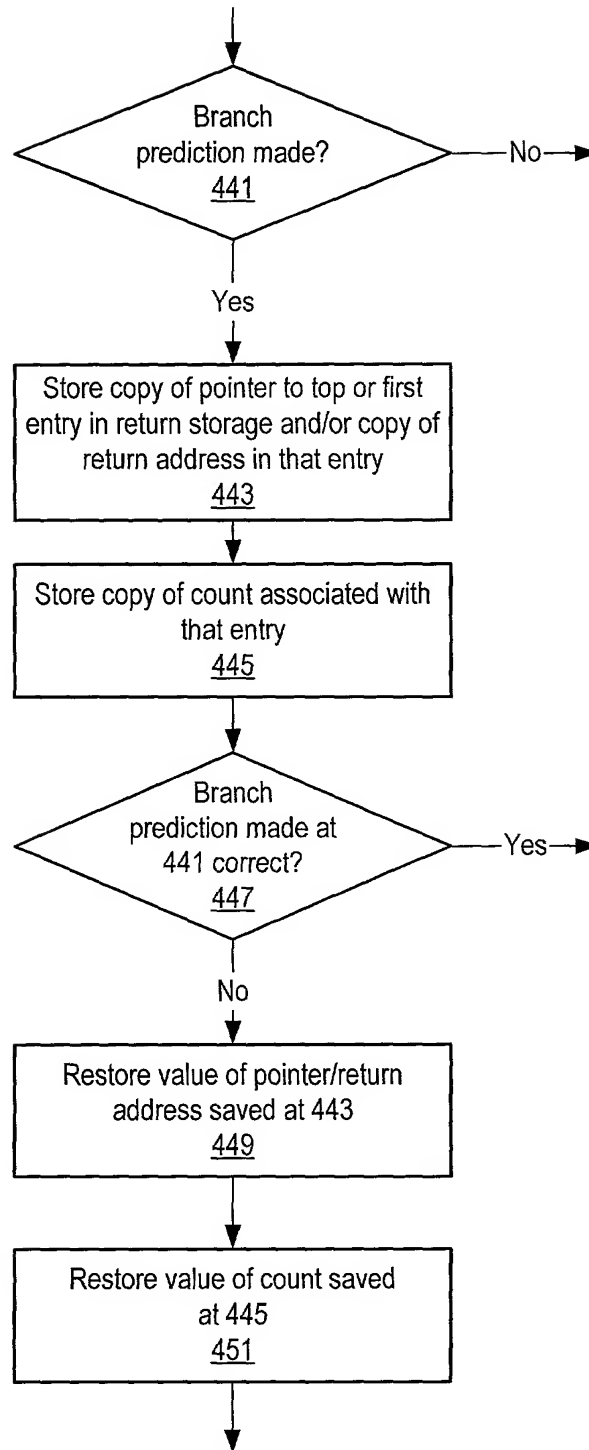 Branch
prediction made?
441
No
Yes
Store copy of pointer to top or first
entry in return storage and/or copy of
return address in that entry
443
Store copy of count associated with
that entry
445
Branch
prediction made at
441 correct?
447
Yes
No
Restore value of pointer/return
address saved at 443
449
Restore value of count saved
at 445
451